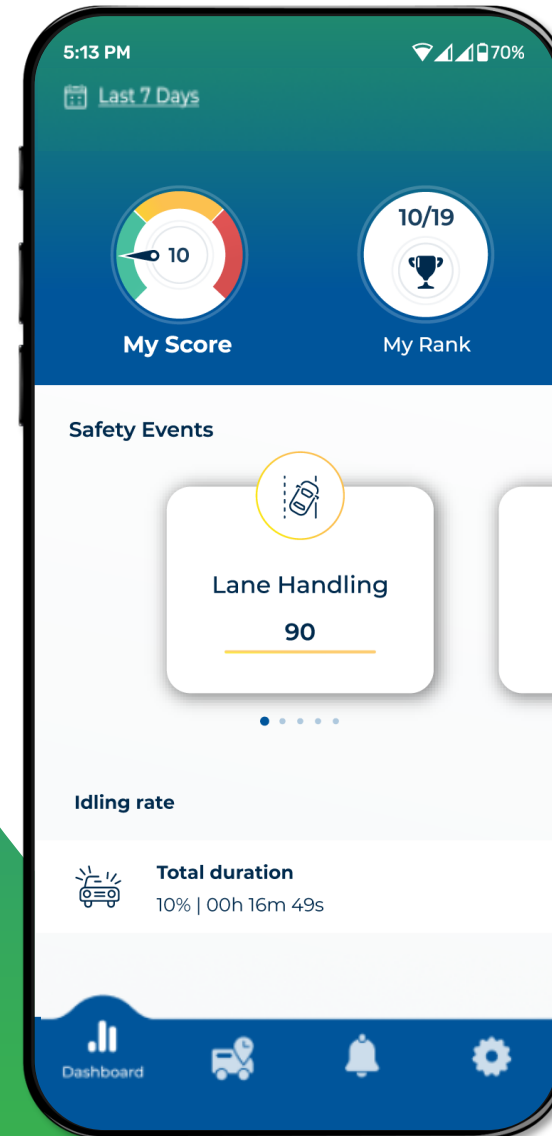 5:13 PM 70%
Last 7 Days
10
10/19
My Score
My Rank
Safety Events
Lane Handling
90
Idling rate
Total duration
10% | 00h 16m 49s
Dashboard